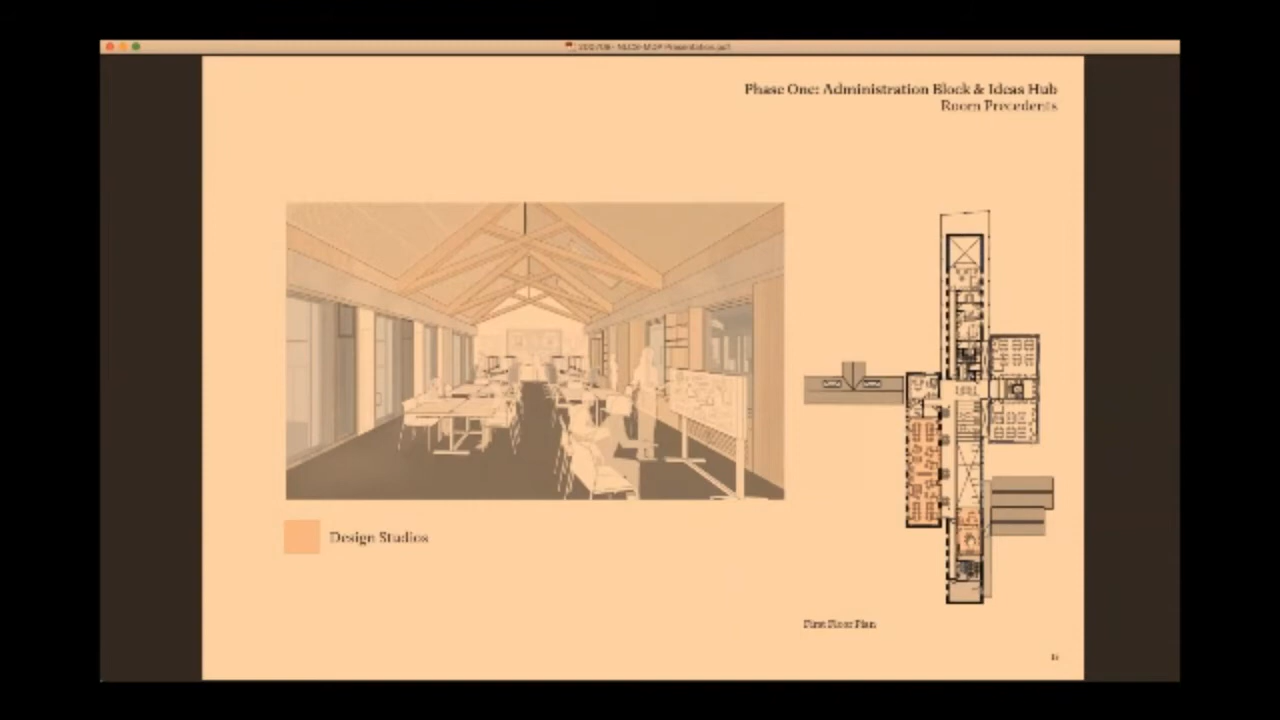 Phase One: Administration Block & Ideas Hub
Room Precedents
Design Studios
First Floor Plan